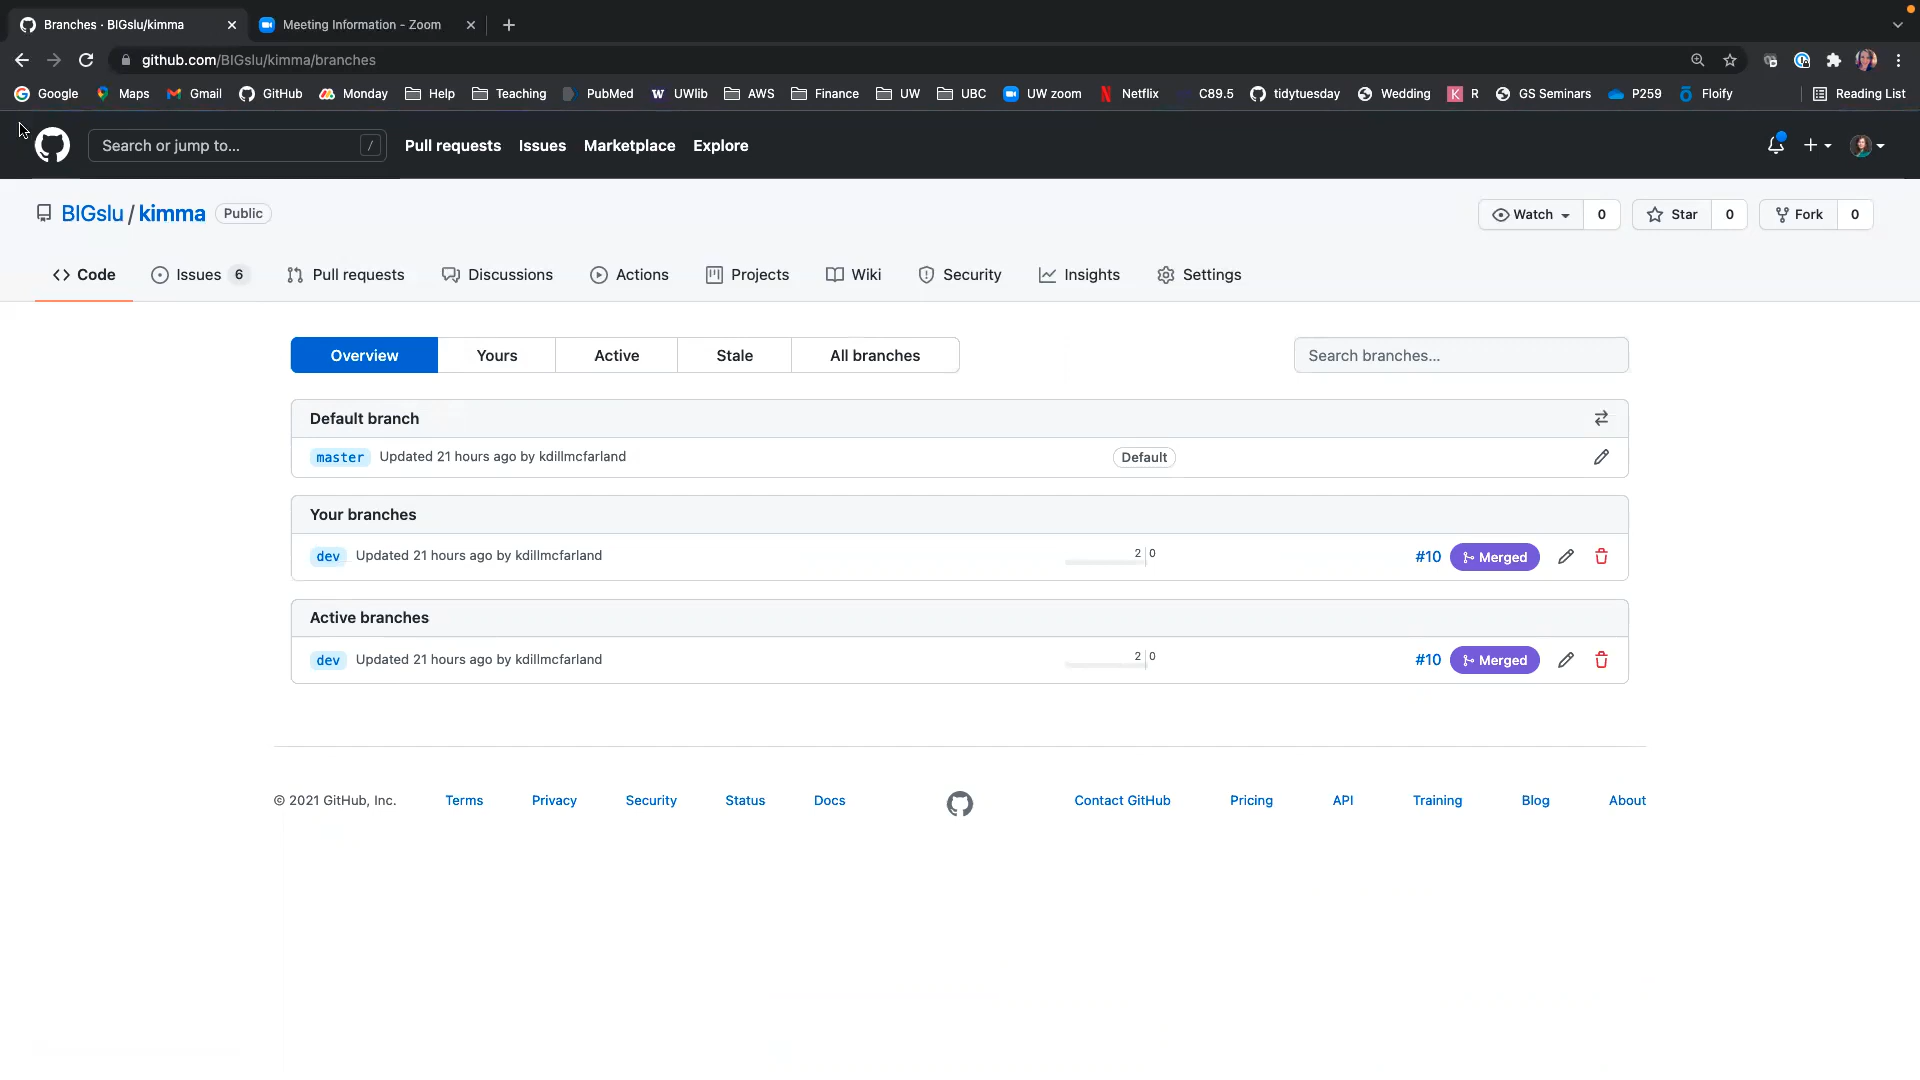 Branches · BIGslu/kimma
Meeting Information - Zoom
github.com/BIGslu/kimma/branches
Google Maps Gmail GitHub Monday Help Teaching PubMed UWlib AWS Finance UW UBC UW zoom Netflix C89.5 tidytuesday Wedding R GS Seminars P259 Floify Reading List
Search or jump to... / Pull requests Issues Marketplace Explore
BIGslu / kimma Public
Watch 0 Star 0 Fork 0
Code Issues 6 Pull requests Discussions Actions Projects Wiki Security Insights Settings
Overview Yours Active Stale All branches Search branches...
Default branch
master Updated 21 hours ago by kdillmcfarland Default
Your branches
dev Updated 21 hours ago by kdillmcfarland 2 0 #10 Merged
Active branches
dev Updated 21 hours ago by kdillmcfarland 2 0 #10 Merged
© 2021 GitHub, Inc. Terms Privacy Security Status Docs Contact GitHub Pricing API Training Blog About